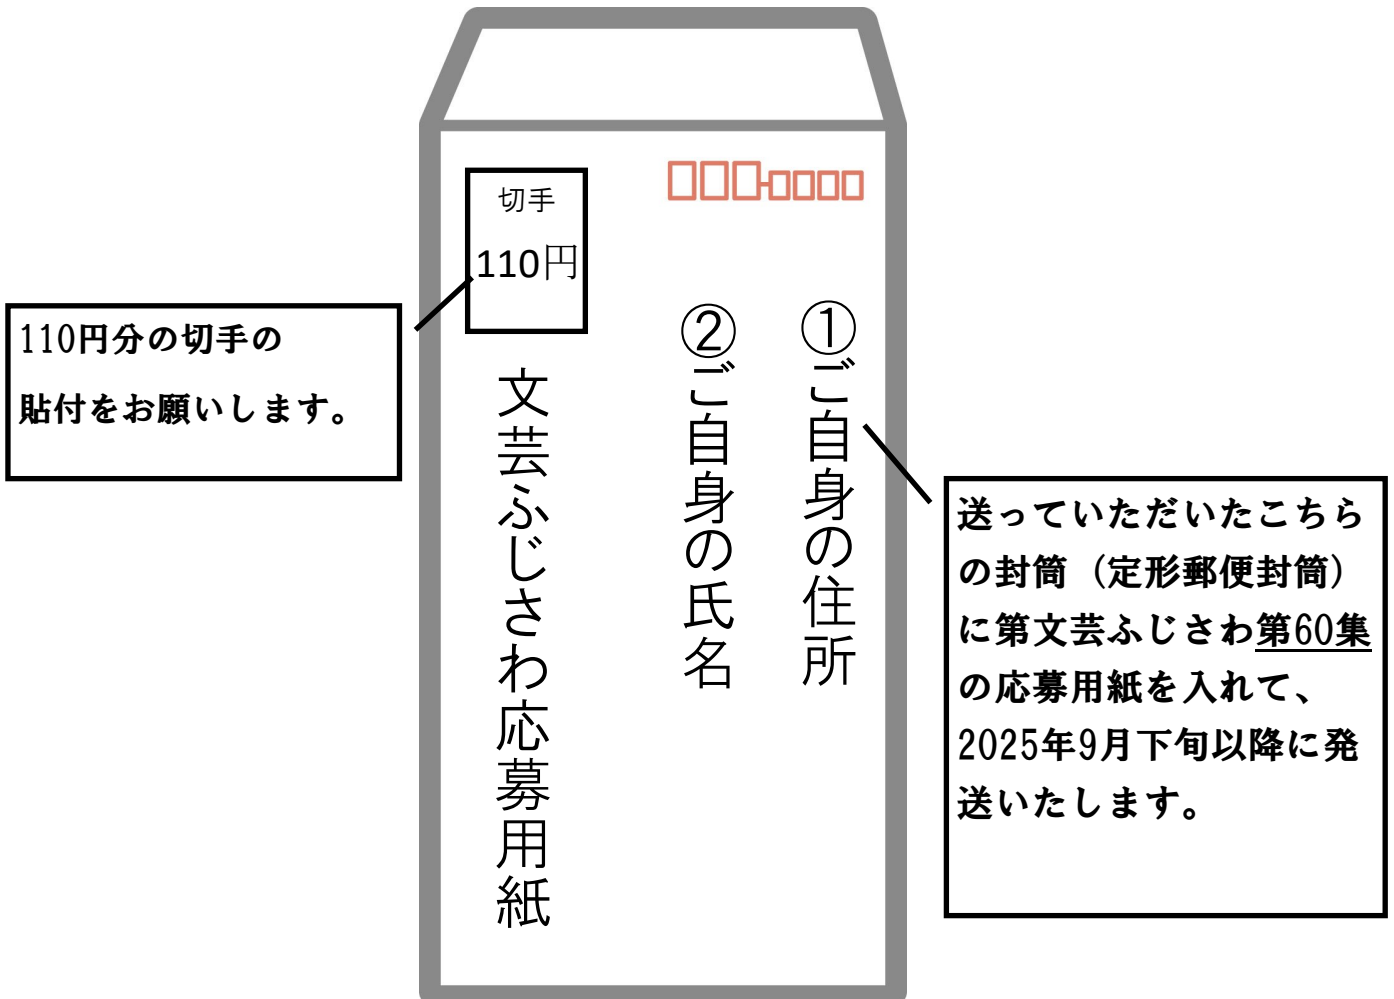 切手
110円
110円分の切手の
貼付をお願いします。
①ご自身の住所
②ご自身の氏名
文芸ふじさわ応募用紙
送っていただいたこちら
の封筒（定形郵便封筒）
に第文芸ふじさわ第60集
の応募用紙を入れて、
2025年9月下旬以降に発
送いたします。